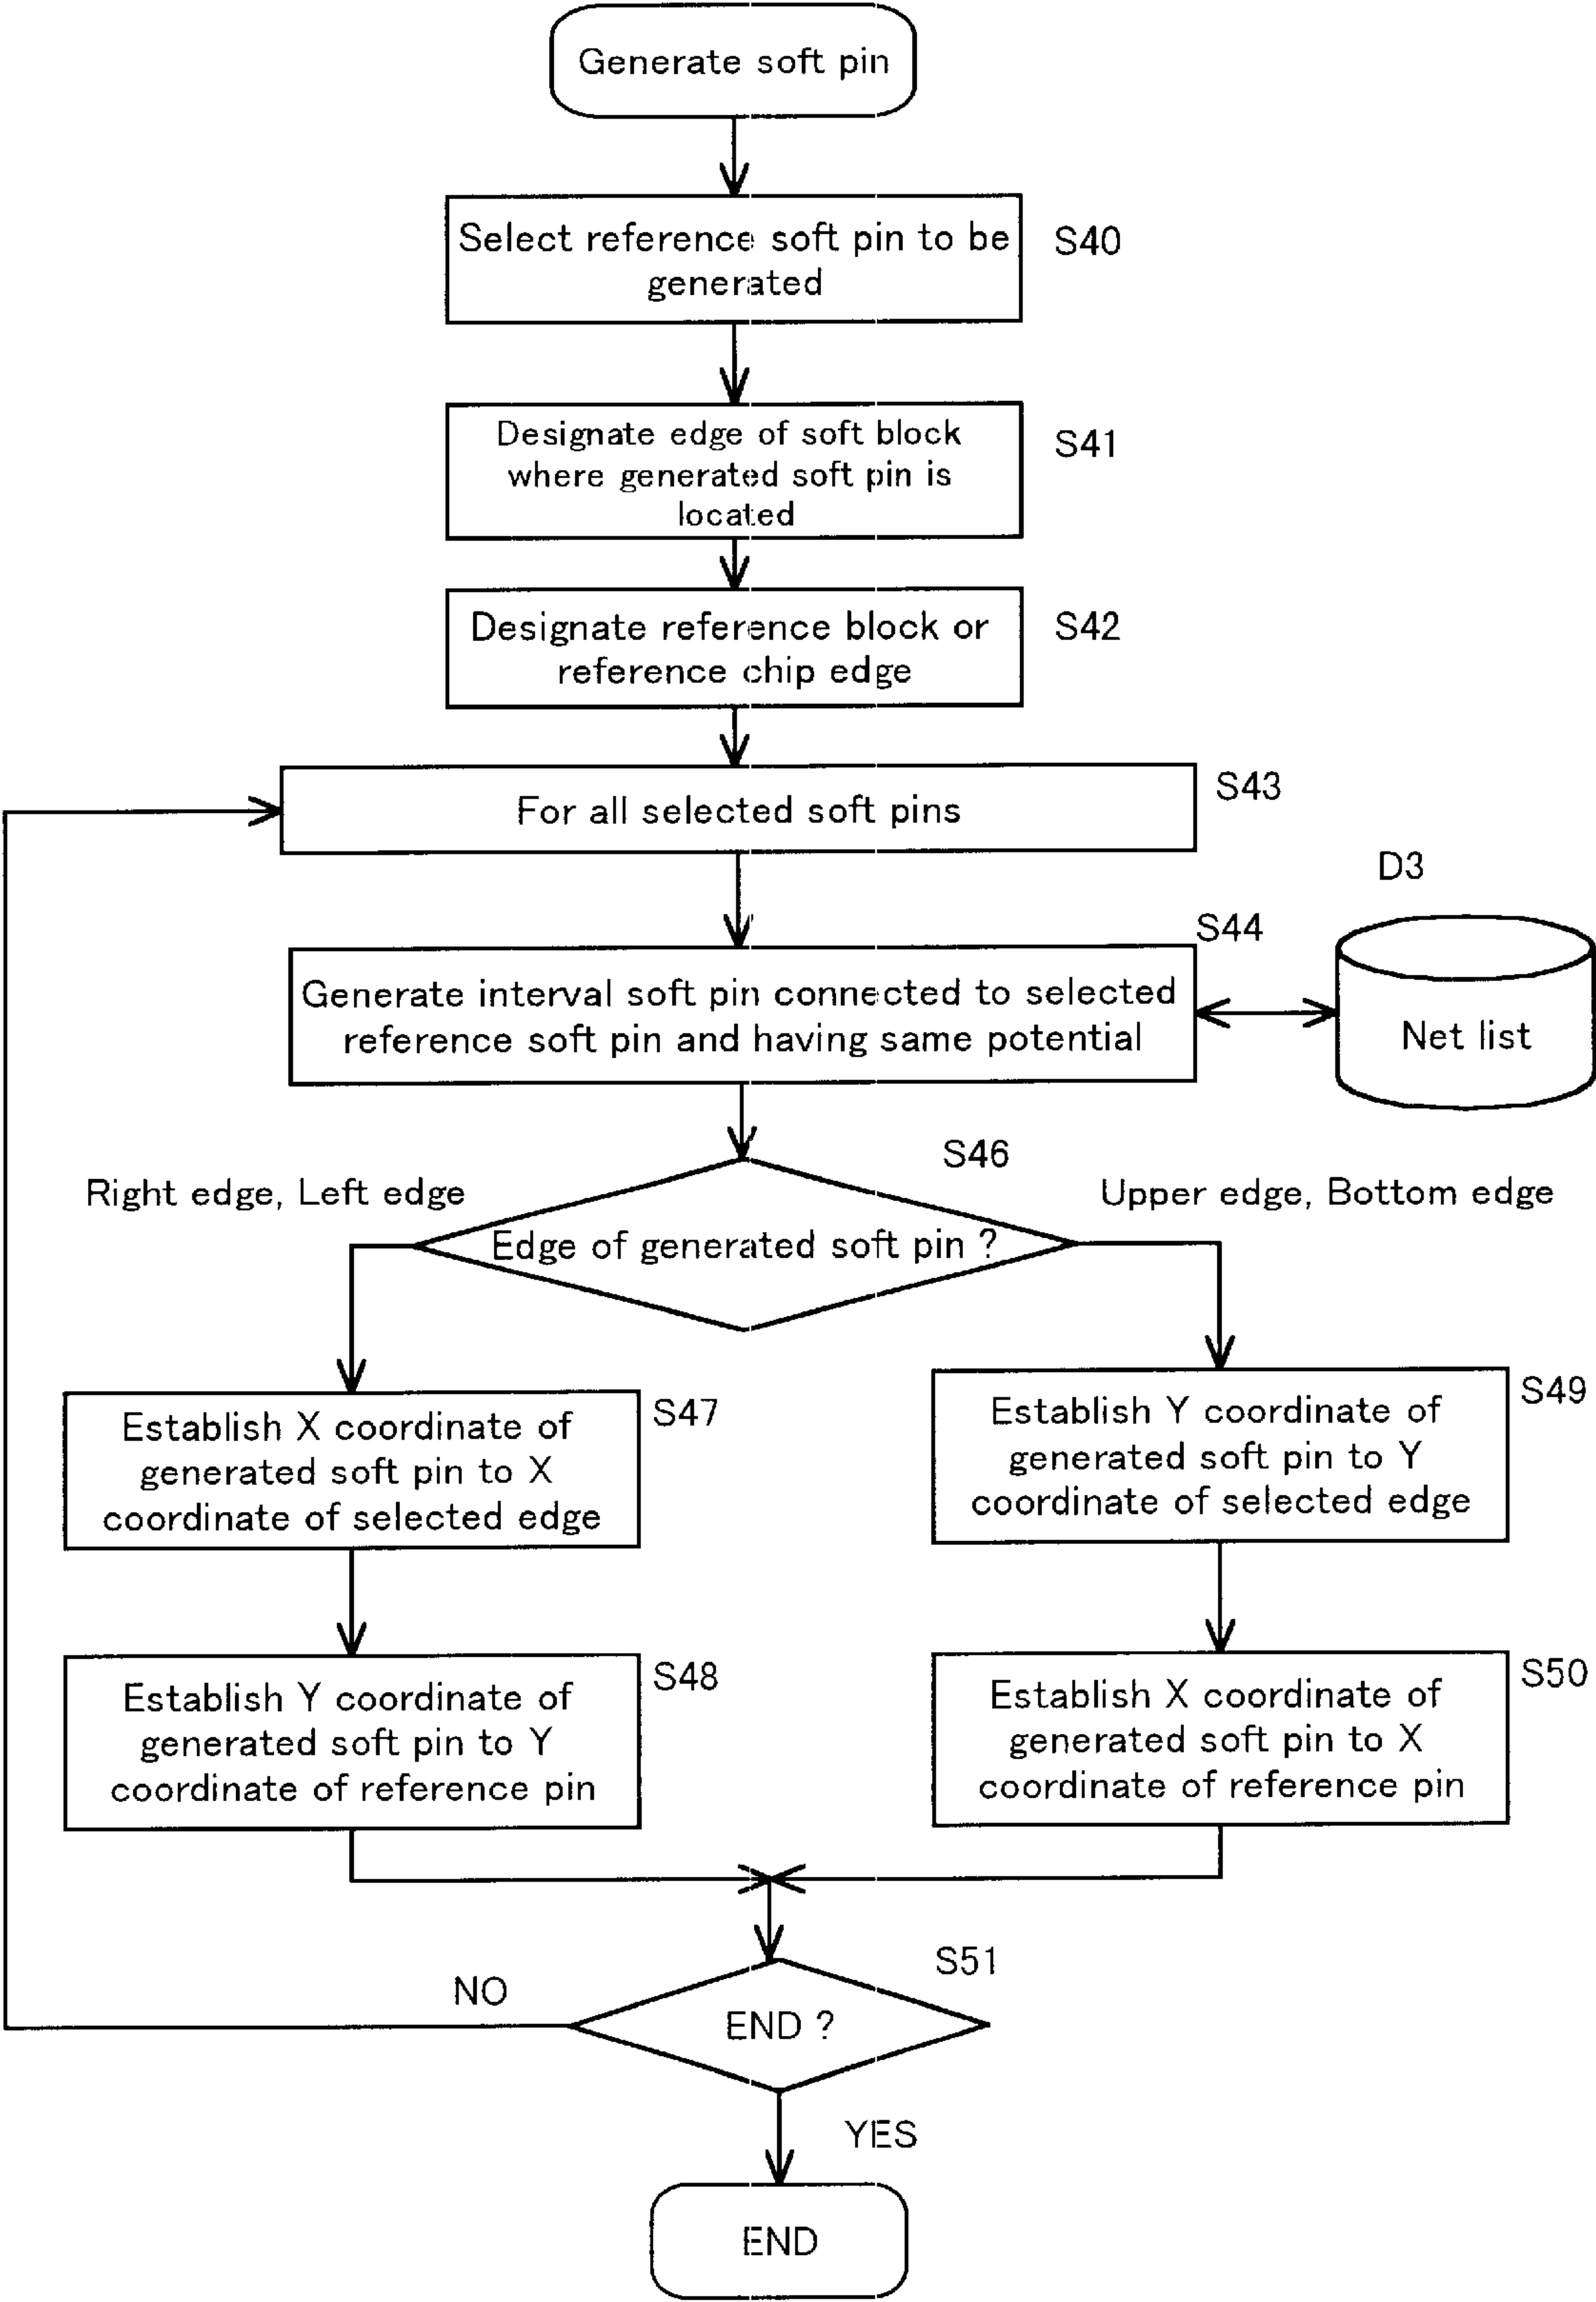 Generate soft pin
Select reference soft pin to be
generated
S40
Designate edge of soft block
where generated soft pin is
located
S41
Designate reference block or
reference chip edge
S42
For all selected soft pins
S43
D3
S44
Generate interval soft pin connected to selected
reference soft pin and having same potential
Net list
S46
Right edge, Left edge
Upper edge, Bottom edge
Edge of generated soft pin ?
Establish X coordinate of
generated soft pin to X
coordinate of selected edge
S47
Establish Y coordinate of
generated soft pin to Y
coordinate of selected edge
S49
Establish Y coordinate of
generated soft pin to Y
coordinate of reference pin
S48
Establish X coordinate of
generated soft pin to X
coordinate of reference pin
S50
S51
NO
END ?
YES
END